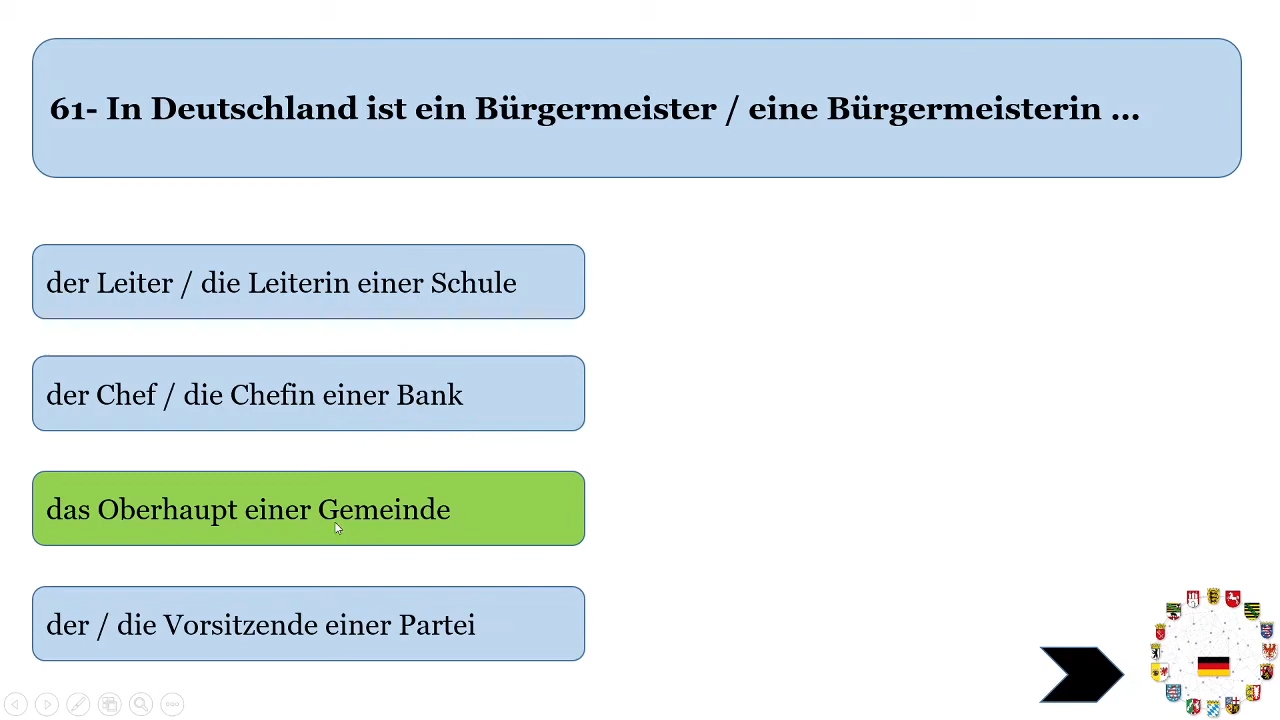 61- In Deutschland ist ein Bürgermeister / eine Bürgermeisterin ...
der Leiter / die Leiterin einer Schule
der Chef / die Chefin einer Bank
das Oberhaupt einer Gemeinde
der / die Vorsitzende einer Partei